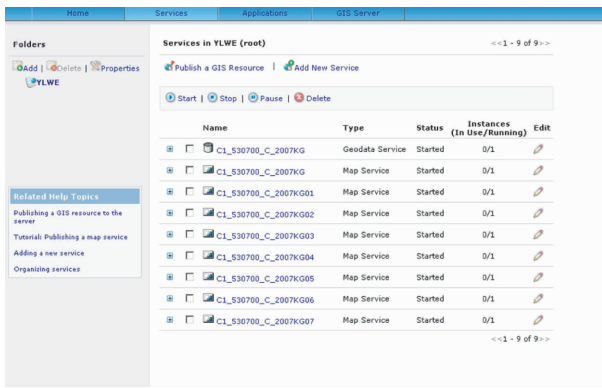 Home Services Applications GIS Server
Folders
Add | Delete | Properties
YLWE
Related Help Topics
Publishing a GIS resource to the
server
Tutorial: Publishing a map service
Adding a new service
Organizing services
Services in YLWE (root) <<1 - 9 of 9>>
Publish a GIS Resource | Add New Service
Start | Stop | Pause | Delete
Name Type Status Instances (In Use/Running) Edit
C1_530700_C_2007KG Geodata Service Started 0/1
C1_530700_C_2007KG Map Service Started 0/1
C1_530700_C_2007KG01 Map Service Started 0/1
C1_530700_C_2007KG02 Map Service Started 0/1
C1_530700_C_2007KG03 Map Service Started 0/1
C1_530700_C_2007KG04 Map Service Started 0/1
C1_530700_C_2007KG05 Map Service Started 0/1
C1_530700_C_2007KG06 Map Service Started 0/1
C1_530700_C_2007KG07 Map Service Started 0/1
<<1 - 9 of 9>>